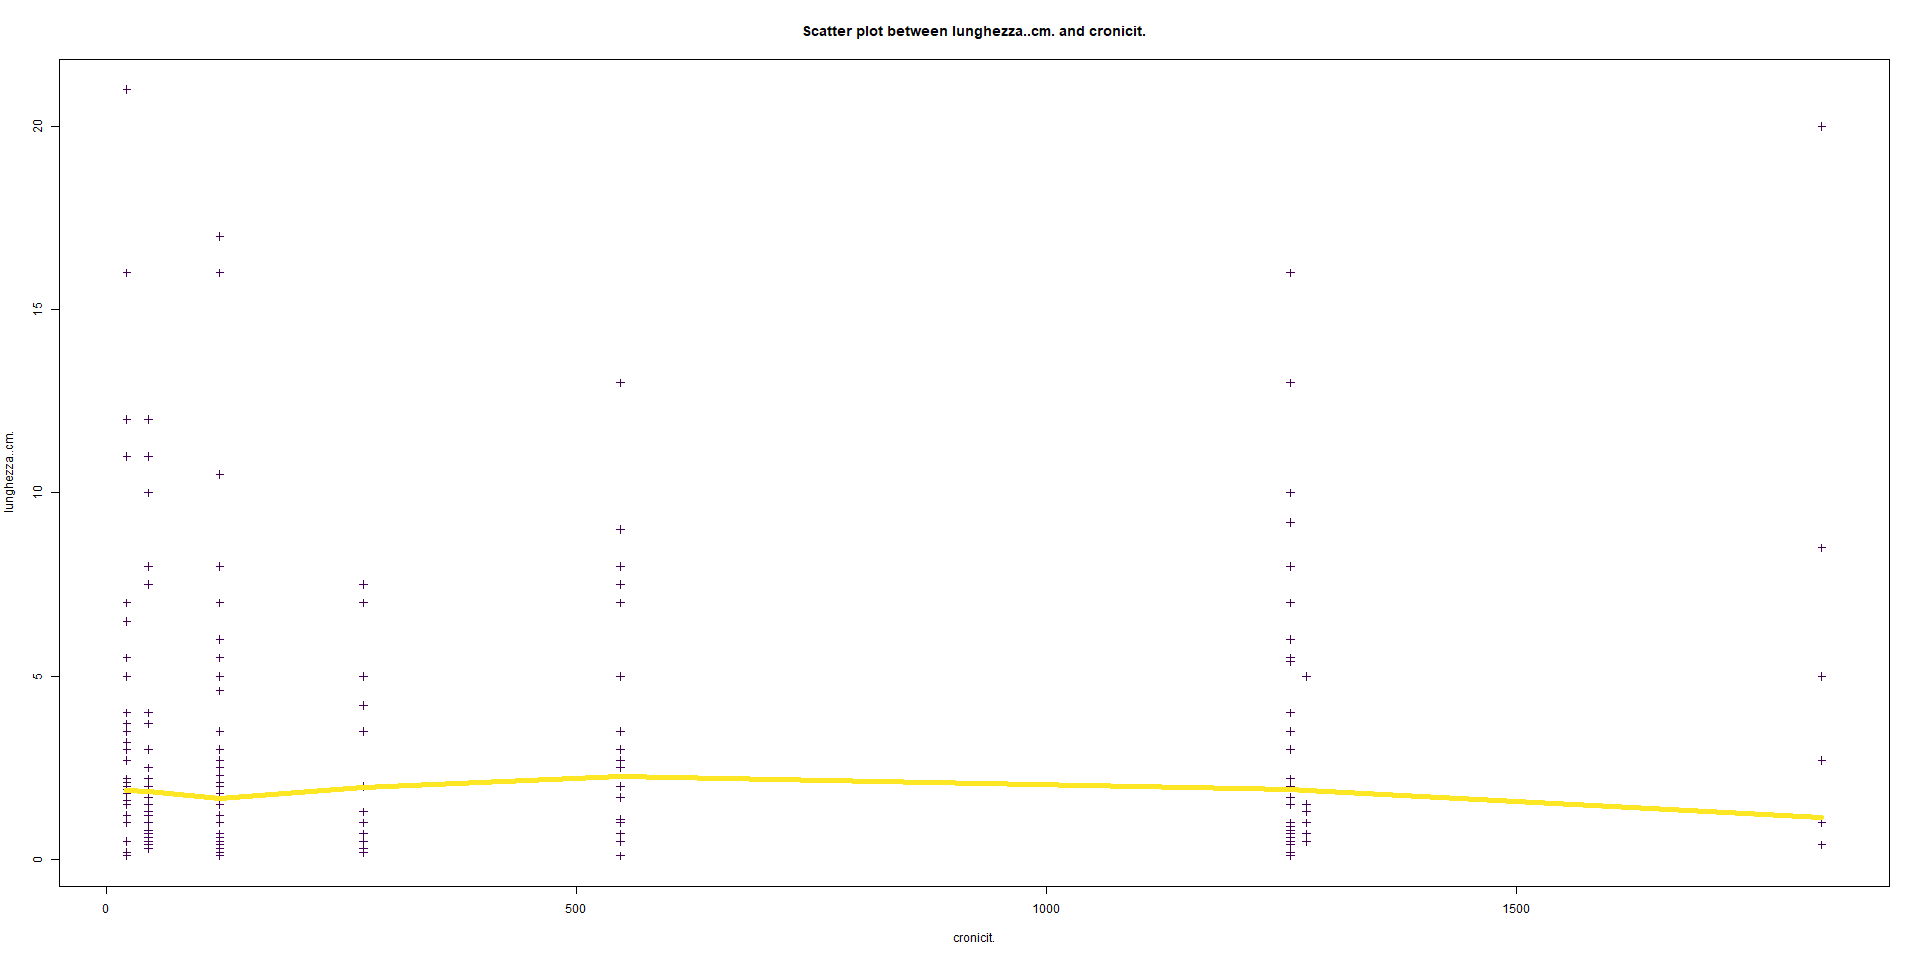 Scatter plot between lunghezza..cm. and cronicit.
lunghezza..cm.
20
15
10
5
0
0 500 1000 1500
cronicit.